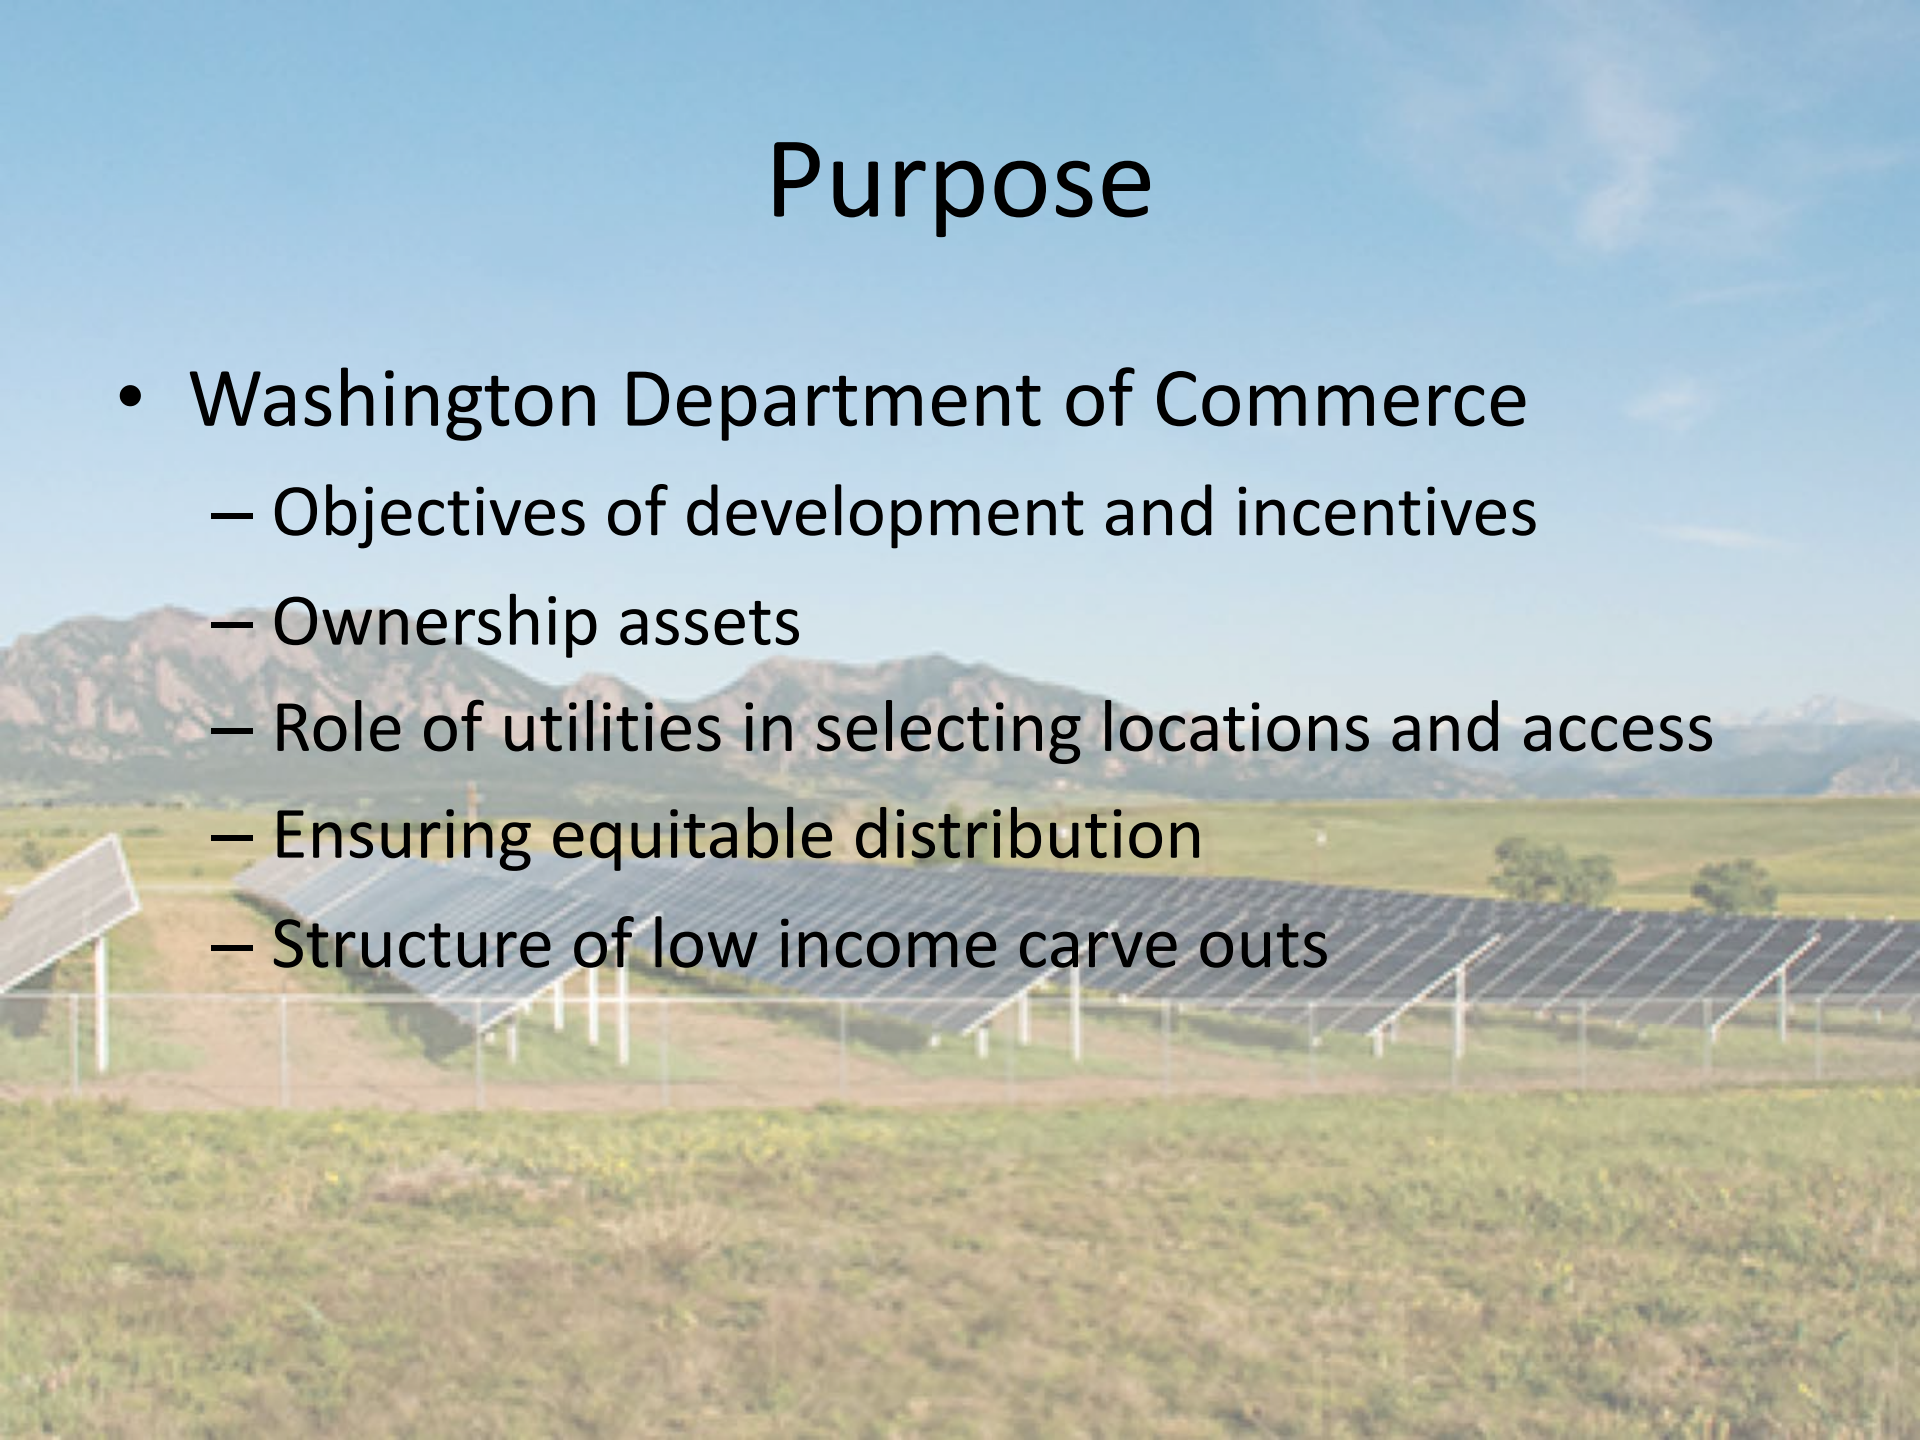 Purpose
• Washington Department of Commerce
– Objectives of development and incentives
– Ownership assets
– Role of utilities in selecting locations and access
– Ensuring equitable distribution
– Structure of low income carve outs